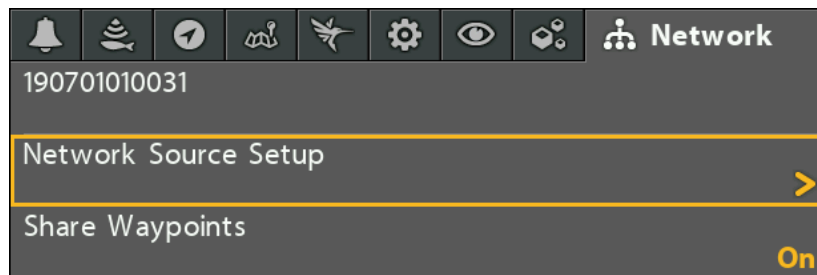 Network
190701010031
Network Source Setup
Share Waypoints
On